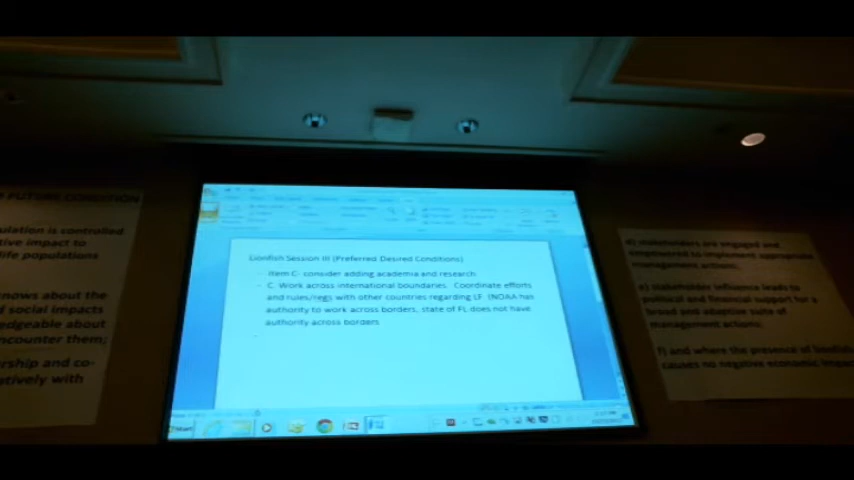 FUTURE CONDITION
ulation is controlled
tive impact to
life populations
nows about the
d social impacts
edgeable about
ncounter them;
rship and co-
atively with
Lionfish Session III (Preferred Desired Conditions)
- Item C- consider adding academia and research
- C. Work across international boundaries. Coordinate efforts
and rules/regs with other countries regarding LF (NOAA has
authority to work across borders, state of FL does not have
authority across borders
-
Start
stakeholders are engaged and
empowered to implement appropriate
management actions;
e) stakeholder influence leads to
political and financial support for a
broad and adaptive suite of
management actions;
f) and where the presence of lionfish
causes no negative economic impact